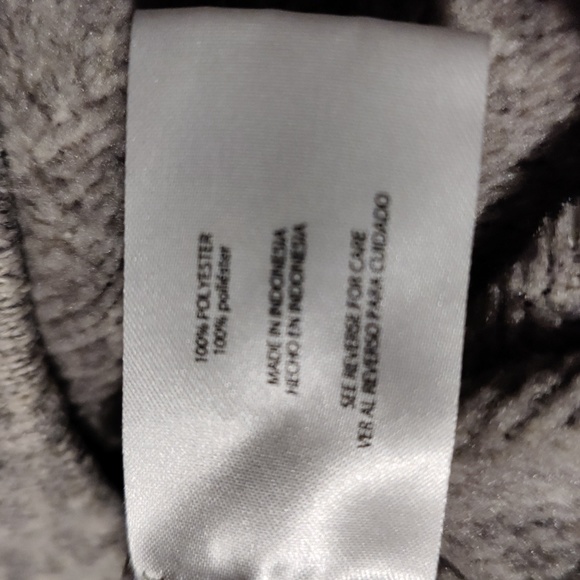 100% POLYESTER
100% poliéster
MADE IN INDONESIA
HECHO EN INDONESIA
SEE REVERSE FOR CARE
VER AL REVERSO PARA CUIDADO